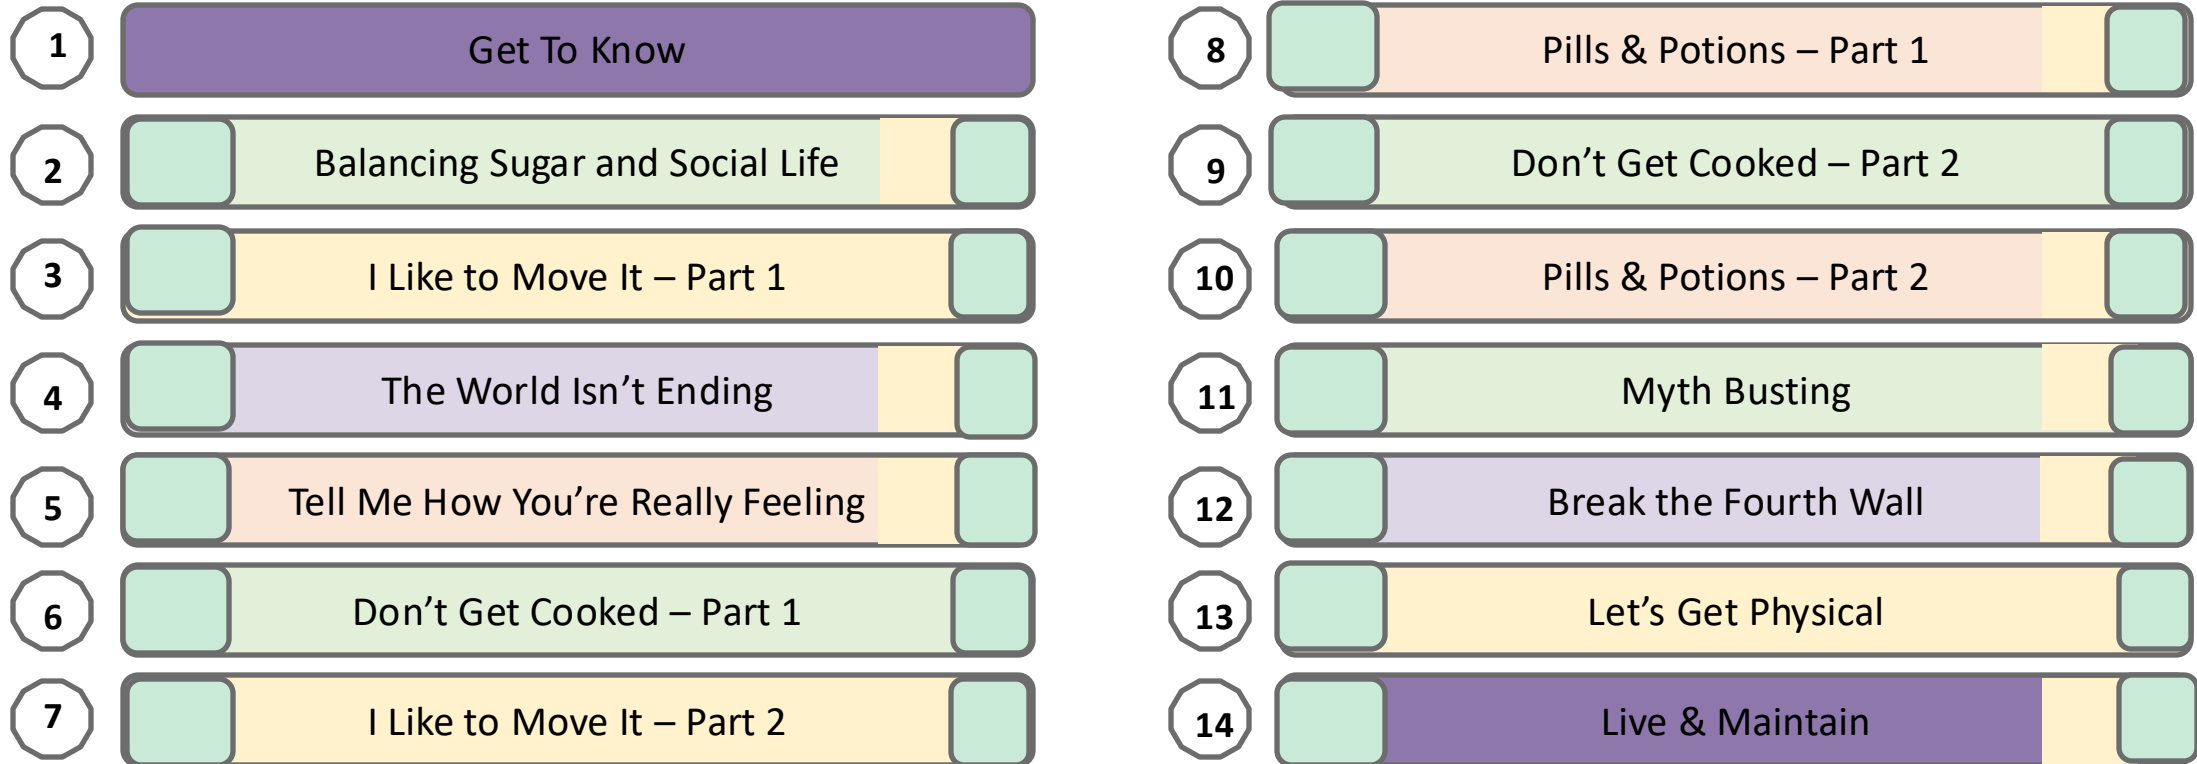 1
Get To Know
2
Balancing Sugar and Social Life
3
I Like to Move It – Part 1
4
The World Isn’t Ending
5
Tell Me How You’re Really Feeling
6
Don’t Get Cooked – Part 1
7
I Like to Move It – Part 2
8
Pills & Potions – Part 1
9
Don’t Get Cooked – Part 2
10
Pills & Potions – Part 2
11
Myth Busting
12
Break the Fourth Wall
13
Let’s Get Physical
14
Live & Maintain